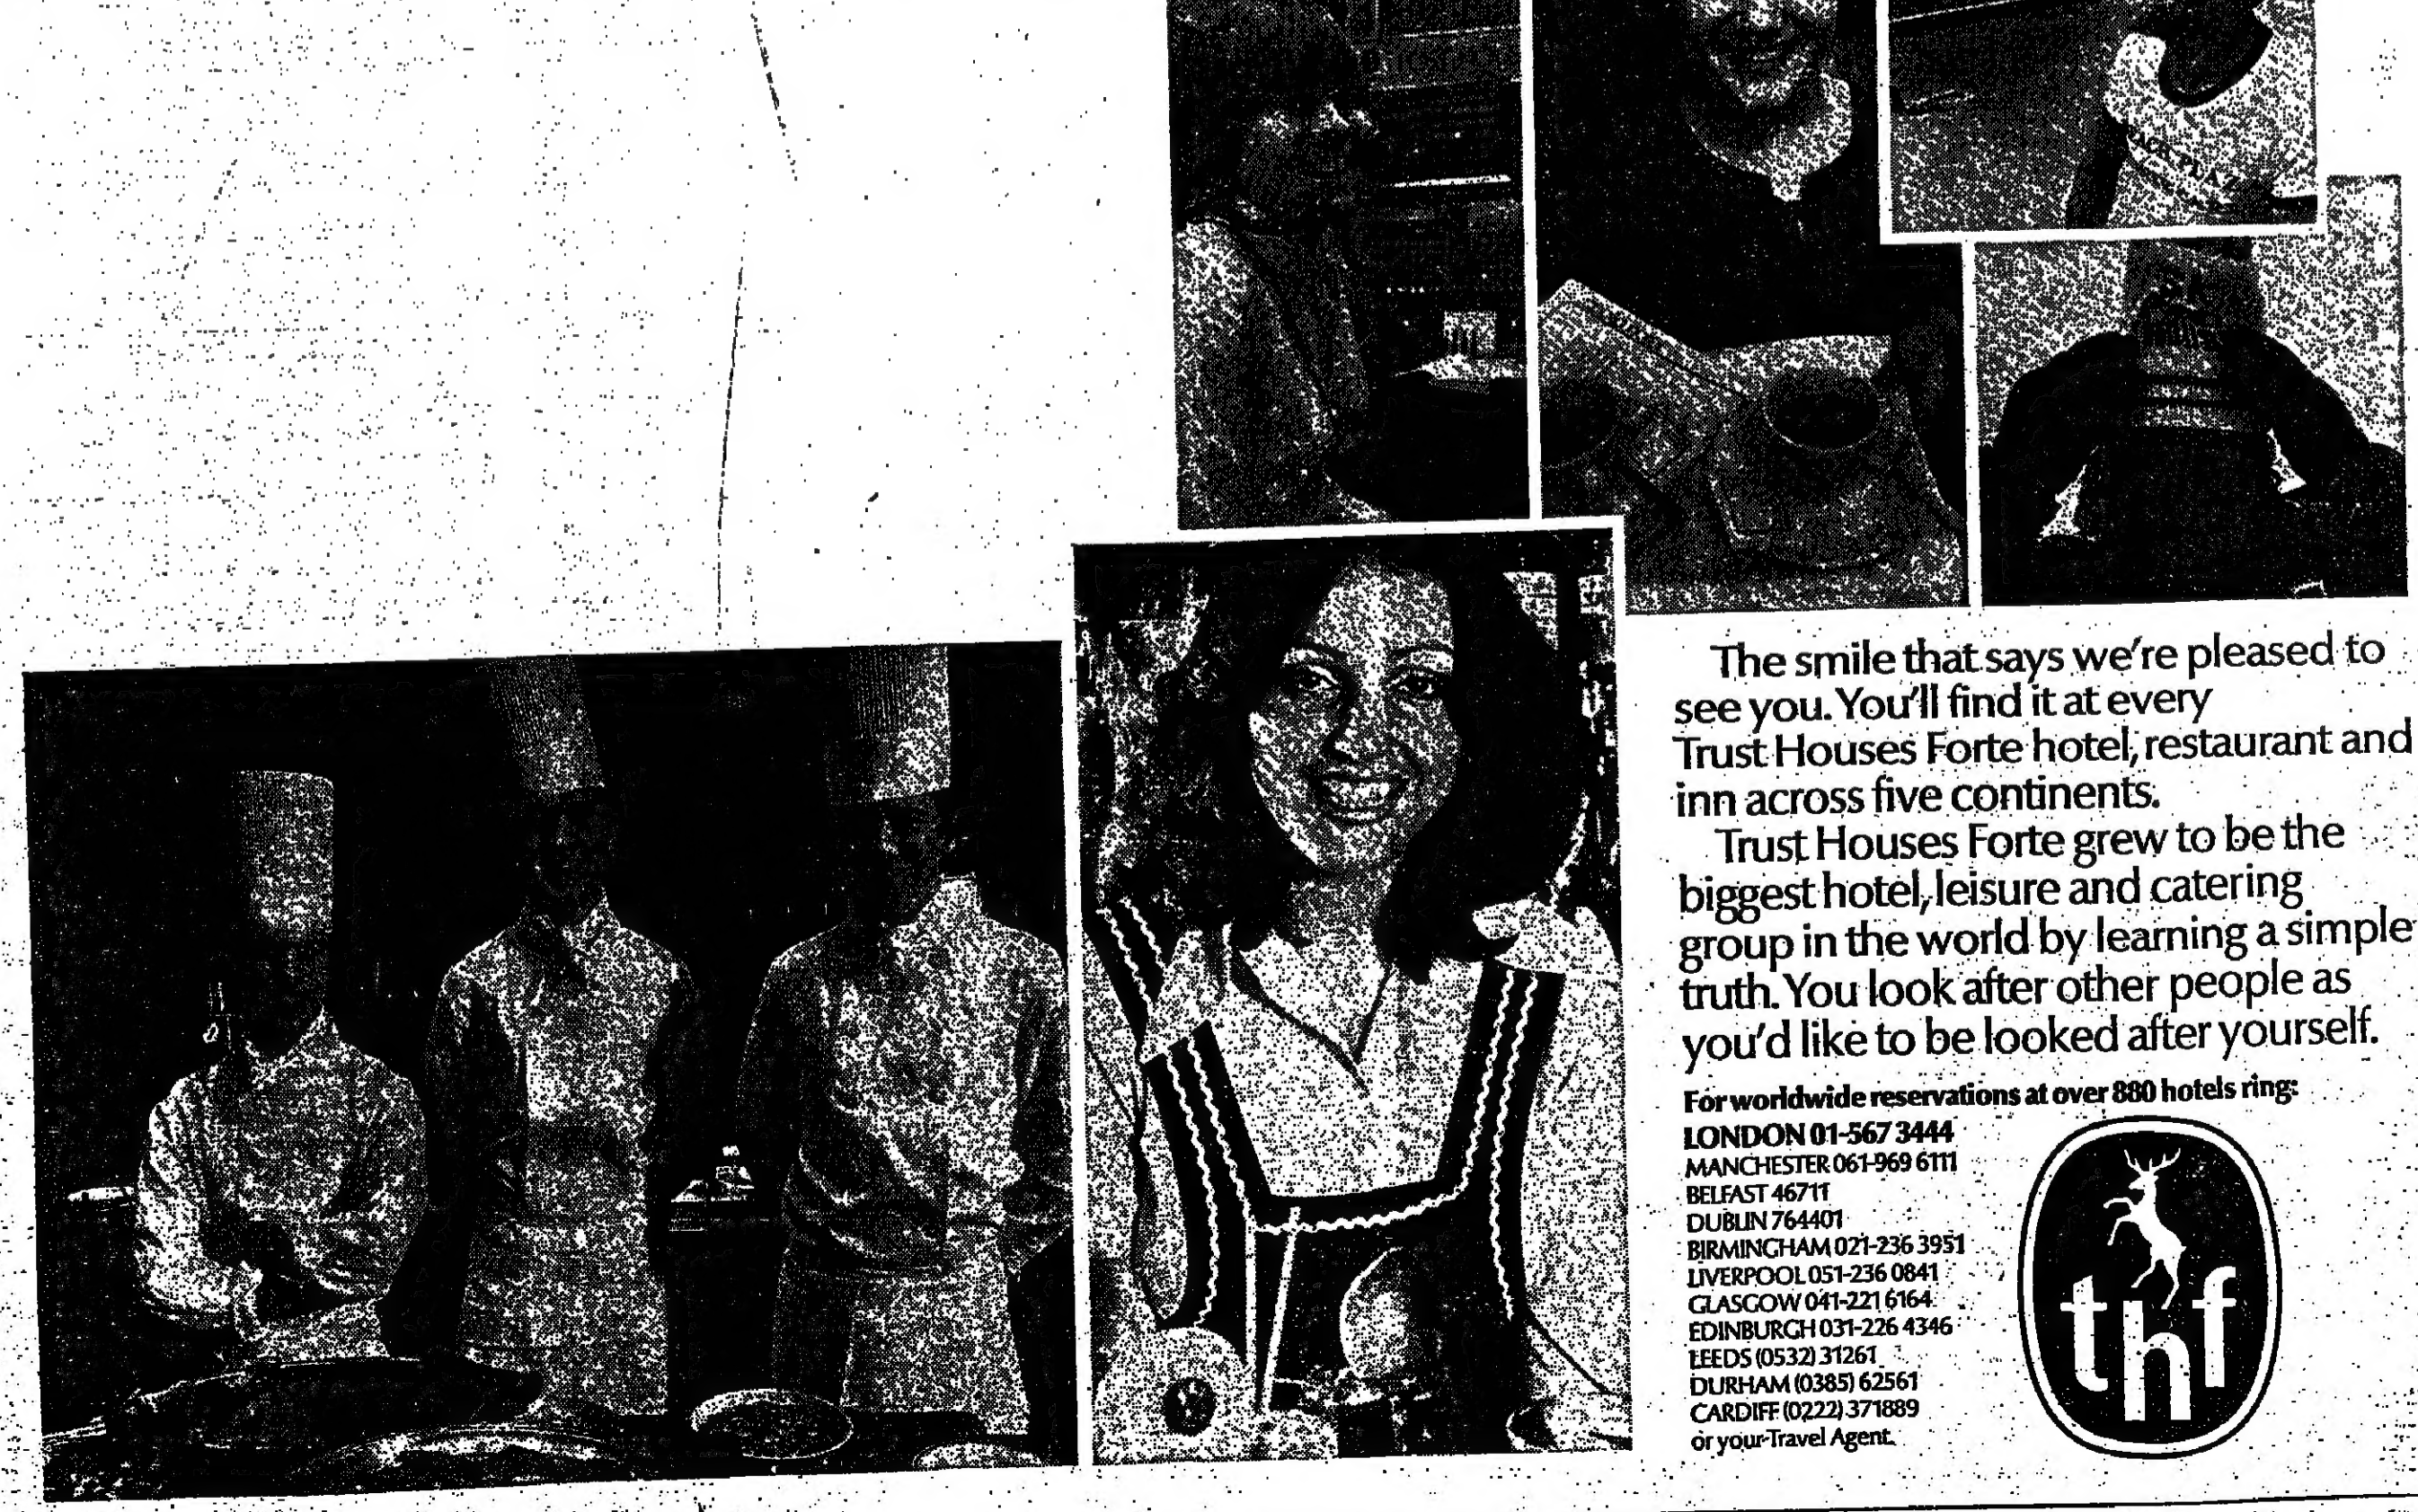 The smile that says we're pleased to
see you. You'll find it at every
Trust Houses Forte hotel, restaurant and
inn across five continents.
Trust Houses Forte grew to be the
biggest hotel, leisure and catering
group in the world by learning a simple
truth. You look after other people as
you'd like to be looked after yourself.
For worldwide reservations at over 880 hotels ring:
LONDON 01-567 3444
MANCHESTER 061-969 6111
BELFAST 46711
DUBLIN 764401
BIRMINGHAM 021-236 3951
LIVERPOOL 051-236 0841
GLASGOW 041-221 6164
EDINBURGH 031-226 4346
LEEDS (0532) 31261
DURHAM (0385) 62561
CARDIFF (0222) 371889
or your Travel Agent.
thf